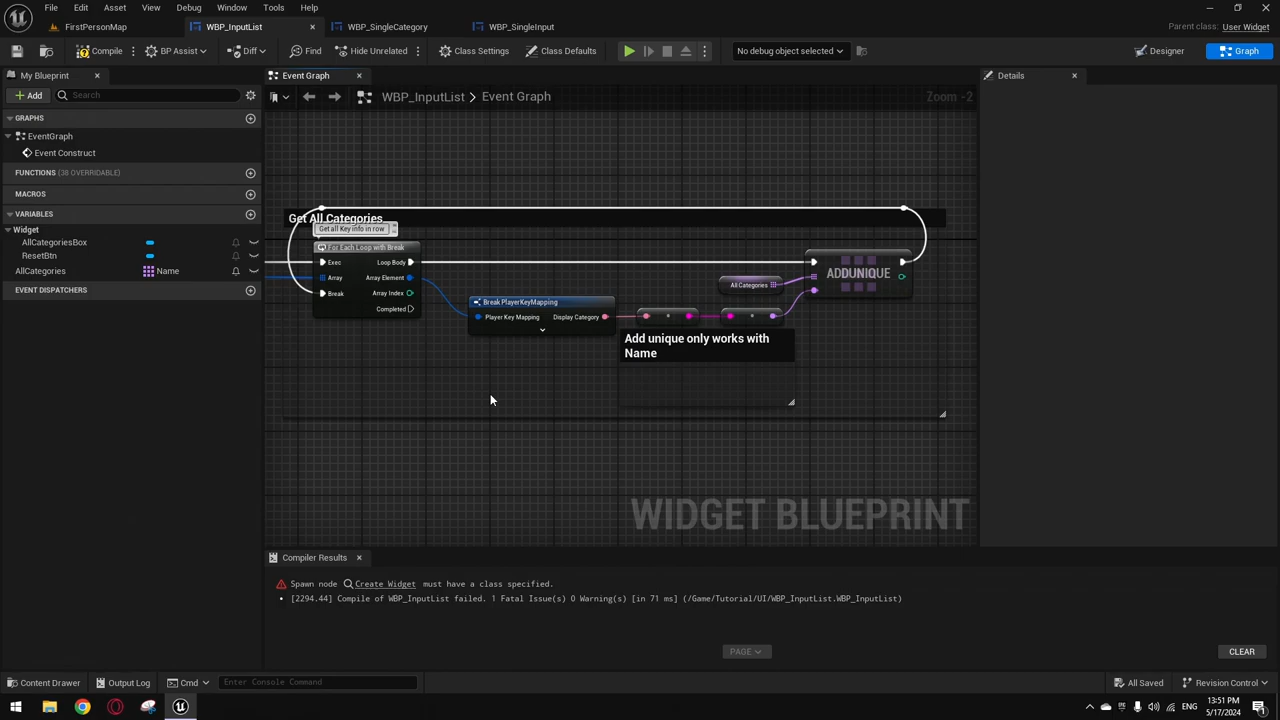 File Edit Asset View Debug Window Tools Help
FirstPersonMap WBP_InputList WBP_SingleCategory WBP_SingleInput Parent class: User Widget
Compile BP Assist Diff Find Hide Unrelated Class Settings Class Defaults No debug object selected Designer Graph
My Blueprint Event Graph Details
Add Search WBP_InputList > Event Graph Zoom -2
GRAPHS
EventGraph
Event Construct
FUNCTIONS (38 OVERRIDABLE)
MACROS
VARIABLES
Widget
AllCategoriesBox
ResetBtn
AllCategories Name
EVENT DISPATCHERS
Get All Categories
Get all Key info in row
For Each Loop with Break
Exec Loop Body
Array Array Element
Break Array Index
Completed
Break PlayerKeyMapping
Player Key Mapping Display Category
All Categories
ADDUNIQUE
Add unique only works with
Name
WIDGET BLUEPRINT
Compiler Results
Spawn node Create Widget must have a class specified.
[2294.44] Compile of WBP_InputList failed. 1 Fatal Issue(s) 0 Warning(s) [in 71 ms] (/Game/Tutorial/UI/WBP_InputList.WBP_InputList)
PAGE CLEAR
Content Drawer Output Log Cmd Enter Console Command All Saved Revision Control
ENG 13:51 PM
5/17/2024